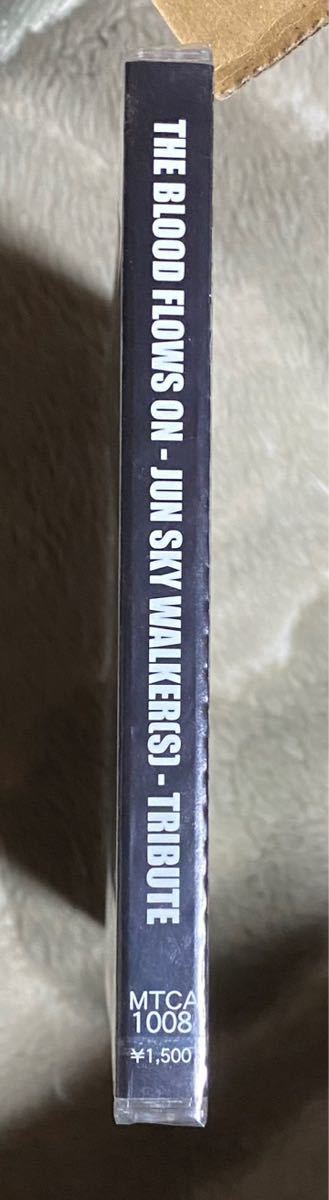 THE BLOOD FLOWS ON - JUN SKY WALKER(S) - TRIBUTE
MTCA
1008
¥1,500